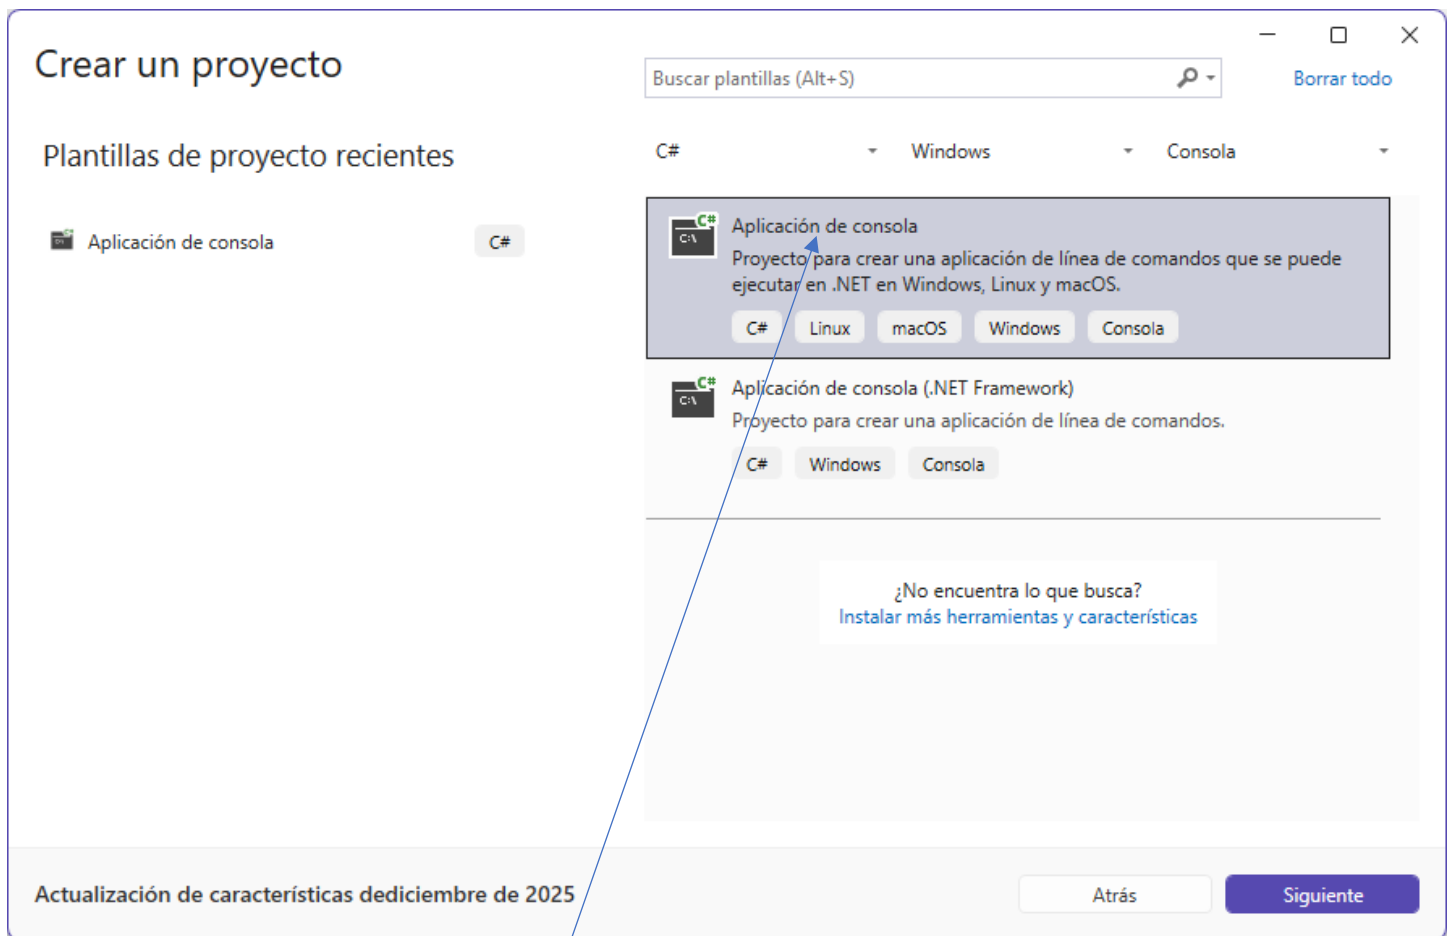 Crear un proyecto
Buscar plantillas (Alt+S)
Borrar todo
Plantillas de proyecto recientes
C#
Windows
Consola
Aplicación de consola
C#
C#
C:\
Aplicación de consola
Proyecto para crear una aplicación de línea de comandos que se puede
ejecutar en .NET en Windows, Linux y macOS.
C#
Linux
macOS
Windows
Consola
C#
C:\
Aplicación de consola (.NET Framework)
Proyecto para crear una aplicación de línea de comandos.
C#
Windows
Consola
¿No encuentra lo que busca?
Instalar más herramientas y características
Actualización de características dediciembre de 2025
Atrás
Siguiente